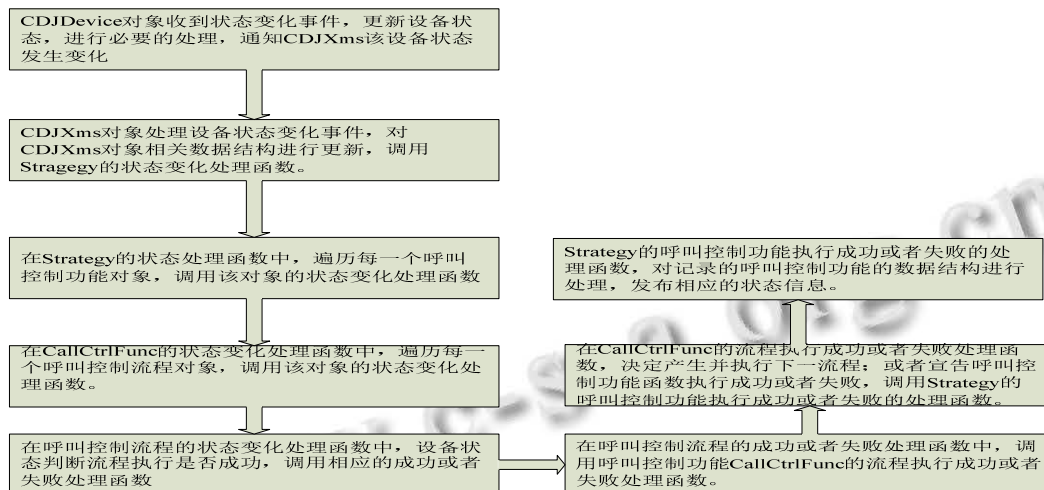 CDJDevice对象收到状态变化事件，更新设备状
态，进行必要的处理，通知CDJXms该设备状态
发生变化
CDJXms对象处理设备状态变化事件，对
CDJXms对象相关数据结构进行更新，调用
Stragegy的状态变化处理函数。
在Strategy的状态处理函数中，遍历每一个呼叫
控制功能对象，调用该对象的状态变化处理函数
在CallCtrlFunc的状态变化处理函数中，遍历每一
个呼叫控制流程对象，调用该对象的状态变化处
理函数。
在呼叫控制流程的状态变化处理函数中，设备状
态判断流程执行是否成功，调用相应的成功或者
失败处理函数
在呼叫控制流程的成功或者失败处理函数中，调
用呼叫控制功能CallCtrlFunc的流程执行成功或者
失败处理函数。
在CallCtrlFunc的流程执行成功或者失败处理函
数，决定产生并执行下一流程；或者宣告呼叫控
制功能函数执行成功或者失败，调用Strategy的
呼叫控制功能执行成功或者失败的处理函数。
Strategy的呼叫控制功能执行成功或者失败的处
理函数，对记录的呼叫控制功能的数据结构进行
处理，发布相应的状态信息。